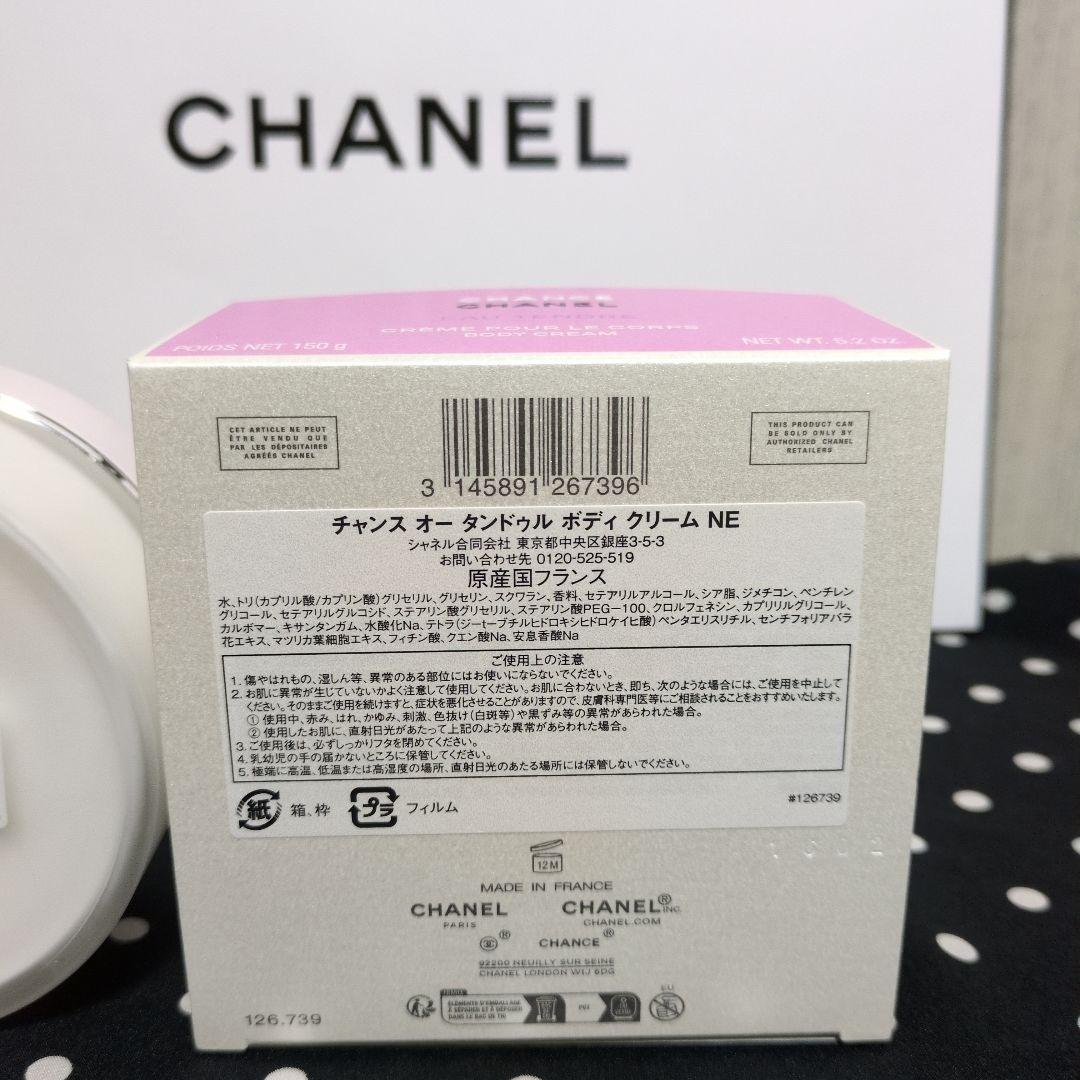 CHANEL
CHANCE
CHANEL
EAU TENDRE
CRÈME POUR LE CORPS
BODY CREAM
POIDS NET 150 g
NET WT. 5.2 OZ.
CET ARTICLE NE PEUT
ÊTRE VENDU QUE
PAR LES DÉPOSITAIRES
AGRÉÉS CHANEL
THIS PRODUCT CAN
BE SOLD ONLY BY
AUTHORIZED CHANEL
RETAILERS
3 145891 267396
チャンス オー タンドゥル ボディ クリーム NE
シャネル合同会社 東京都中央区銀座3-5-3
お問い合わせ先 0120-525-519
原産国フランス
水、トリ(カプリル酸/カプリン酸)グリセリル、グリセリン、スクワラン、香料、セテアリルアルコール、シア脂、ジメチコン、ペンチレン
グリコール、セテアリルグルコシド、ステアリン酸グリセリル、ステアリン酸PEG-100、クロルフェネシン、カプリリルグリコール、
カルボマー、キサンタンガム、水酸化Na、テトラ(ジ-t-ブチルヒドロキシヒドロケイヒ酸)ペンタエリスリチル、センチフォリアバラ
花エキス、マツリカ葉細胞エキス、フィチン酸、クエン酸Na、安息香酸Na
ご使用上の注意
1. 傷やはれもの、湿しん等、異常のある部位にはお使いにならないでください。
2. お肌に異常が生じていないかよく注意して使用してください。お肌に合わないとき、即ち、次のような場合には、ご使用を中止して
ください。そのままご使用を続けますと、症状を悪化させることがありますので、皮膚科専門医等にご相談されることをおすすめいたします。
① 使用中、赤み、はれ、かゆみ、刺激、色抜け(白斑等)や黒ずみ等の異常があらわれた場合。
② 使用したお肌に、直射日光があたって上記のような異常があらわれた場合。
3. ご使用後は、必ずしっかりフタを閉めてください。
4. 乳幼児の手の届かないところに保管してください。
5. 極端に高温、低温または高湿度の場所、直射日光のあたる場所には保管しないでください。
紙 箱、枠 プラ フィルム
#126739
12M
MADE IN FRANCE
CHANEL CHANEL® INC.
PARIS CHANEL.COM
® CHANCE®
92200 NEUILLY SUR SEINE
CHANEL LONDON W1J 6DG
FRANCE
ÉLÉMENTS D'EMBALLAGE
À SÉPARER ET À DÉPOSER
DANS LE BAC DE TRI
EU
126.739